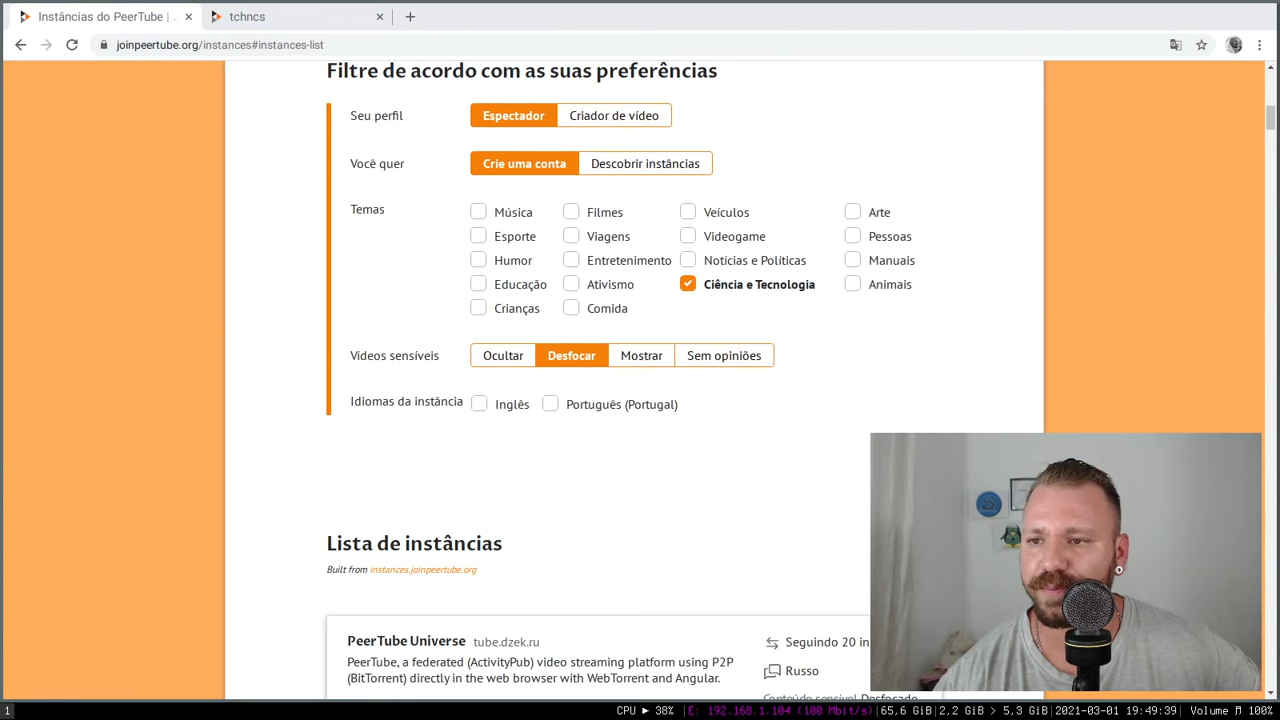 Instâncias do PeerTube | .
tchncs
joinpeertube.org/instances#instances-list
Filtre de acordo com as suas preferências
Seu perfil Espectador Criador de vídeo
Você quer Crie uma conta Descobrir instâncias
Temas Música Filmes Veículos Arte
Esporte Viagens Videogame Pessoas
Humor Entretenimento Notícias e Políticas Manuais
Educação Ativismo Ciência e Tecnologia Animais
Crianças Comida
Vídeos sensíveis Ocultar Desfocar Mostrar Sem opiniões
Idiomas da instância Inglês Português (Portugal)
Lista de instâncias
Built from instances.joinpeertube.org
PeerTube Universe tube.dzek.ru
Seguindo 20 in
PeerTube, a federated (ActivityPub) video streaming platform using P2P
(BitTorrent) directly in the web browser with WebTorrent and Angular.
Russo
Conteúdo sensível Desfocado
1 CPU ▶ 38% |E: 192.168.1.104 (100 Mbit/s)|65,6 GiB|2,2 GiB > 5,3 GiB|2021-03-01 19:49:39|Volume ♬ 100%